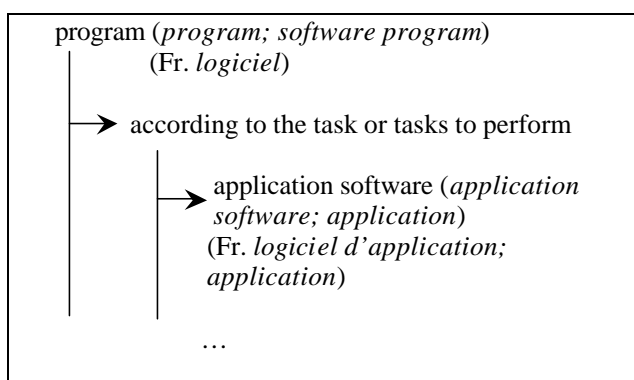 program (program; software program)
(Fr. logiciel)
according to the task or tasks to perform
application software (application
software; application)
(Fr. logiciel d’application;
application)
…